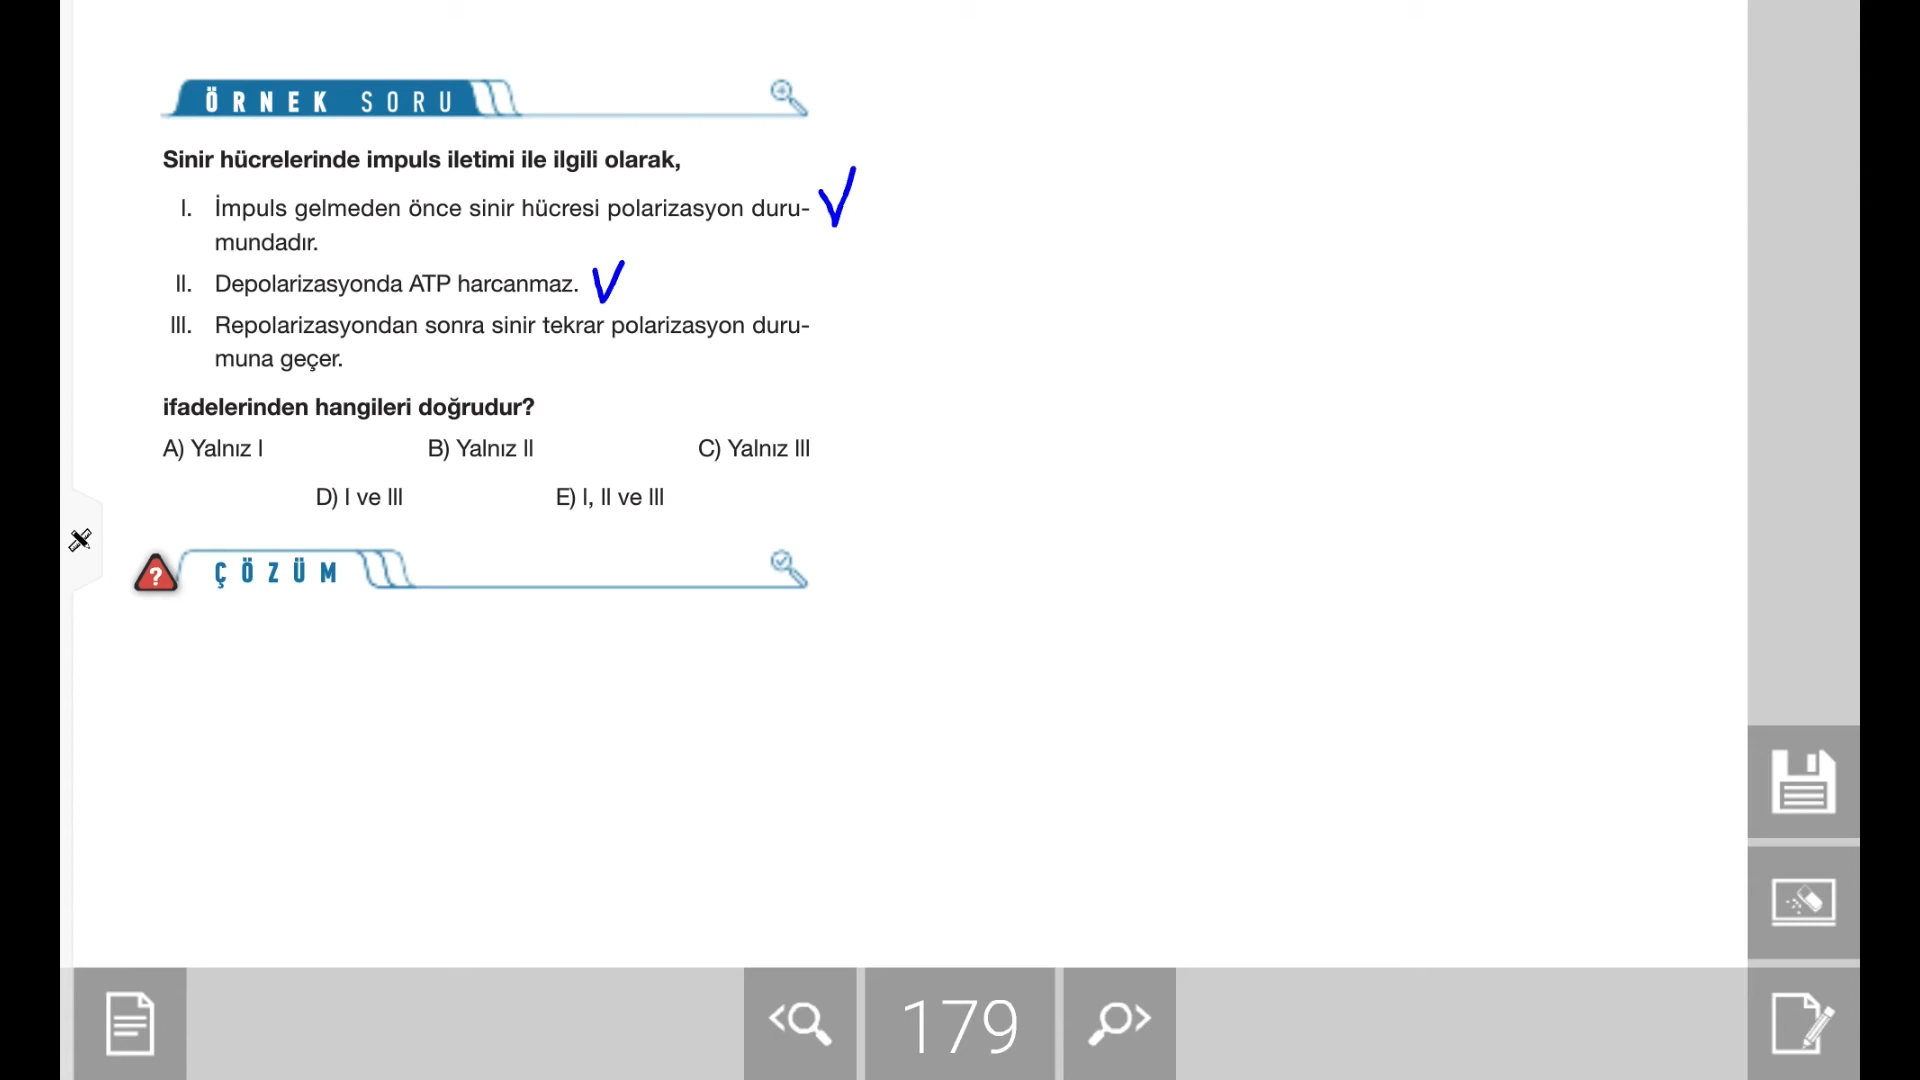 ÖRNEK SORU
Sinir hücrelerinde impuls iletimi ile ilgili olarak,
I. İmpuls gelmeden önce sinir hücresi polarizasyon duru-
mundadır.
II. Depolarizasyonda ATP harcanmaz.
III. Repolarizasyondan sonra sinir tekrar polarizasyon duru-
muna geçer.
ifadelerinden hangileri doğrudur?
A) Yalnız I B) Yalnız II C) Yalnız III
D) I ve III E) I, II ve III
? ÇÖZÜM
179